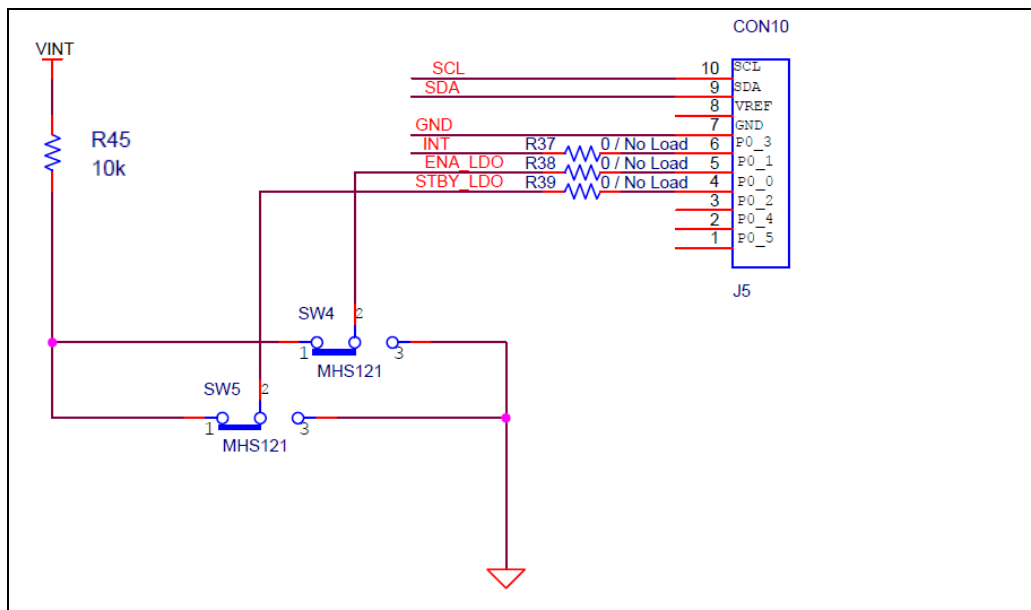 CON10
VINT
SCL 10 SCL
SDA 9 SDA
8 VREF
GND 7 GND
INT R37 0 / No Load 6 P0_3
ENA_LDO R38 0 / No Load 5 P0_1
STBY_LDO R39 0 / No Load 4 P0_0
3 P0_2
2 P0_4
1 P0_5
R45
10k
J5
SW4 2
1 3
MHS121
SW5 2
1 3
MHS121